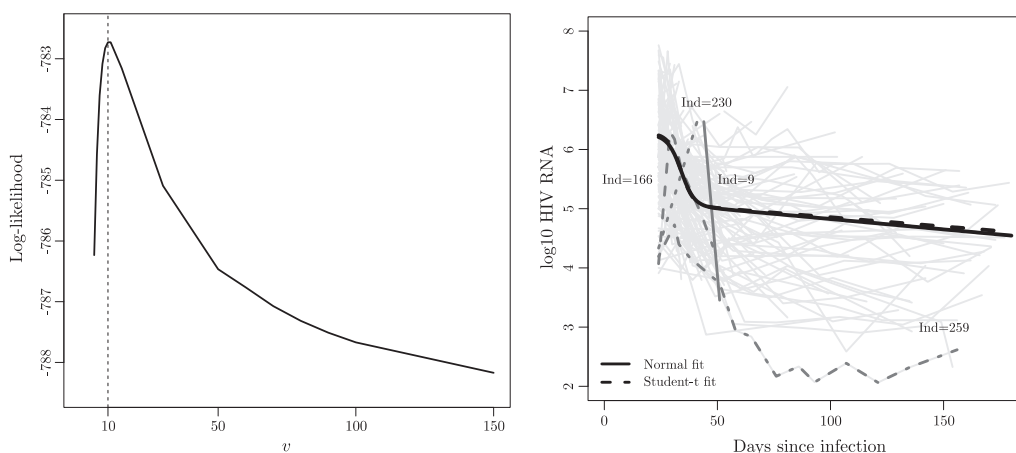 Log-likelihood
-783
-784
-785
-786
-787
-788
10
50
100
150
v
log10 HIV RNA
8
7
6
5
4
3
2
Ind=230
Ind=166
Ind=9
Ind=259
Normal fit
Student-t fit
0
50
100
150
Days since infection